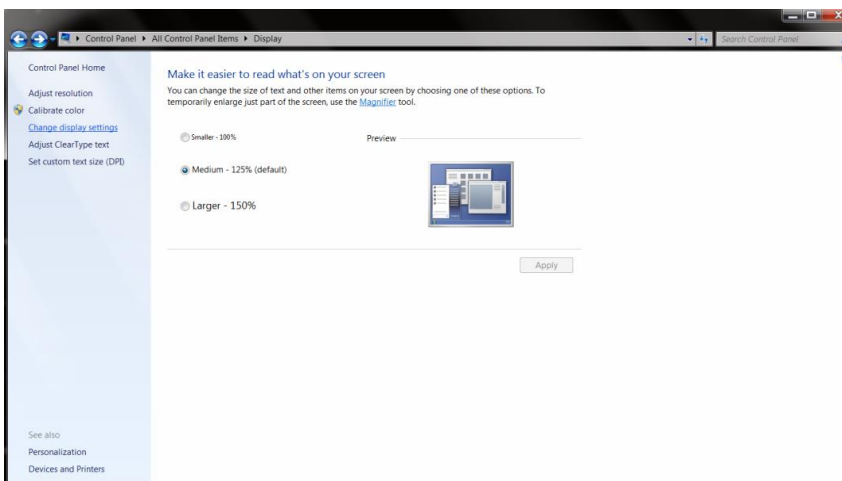 Control Panel ▸ All Control Panel Items ▸ Display
Search Control Panel
Control Panel Home
Adjust resolution
Calibrate color
Change display settings
Adjust ClearType text
Set custom text size (DPI)
See also
Personalization
Devices and Printers
Make it easier to read what's on your screen
You can change the size of text and other items on your screen by choosing one of these options. To
temporarily enlarge just part of the screen, use the Magnifier tool.
Smaller - 100%
Medium - 125% (default)
Larger - 150%
Preview
Apply